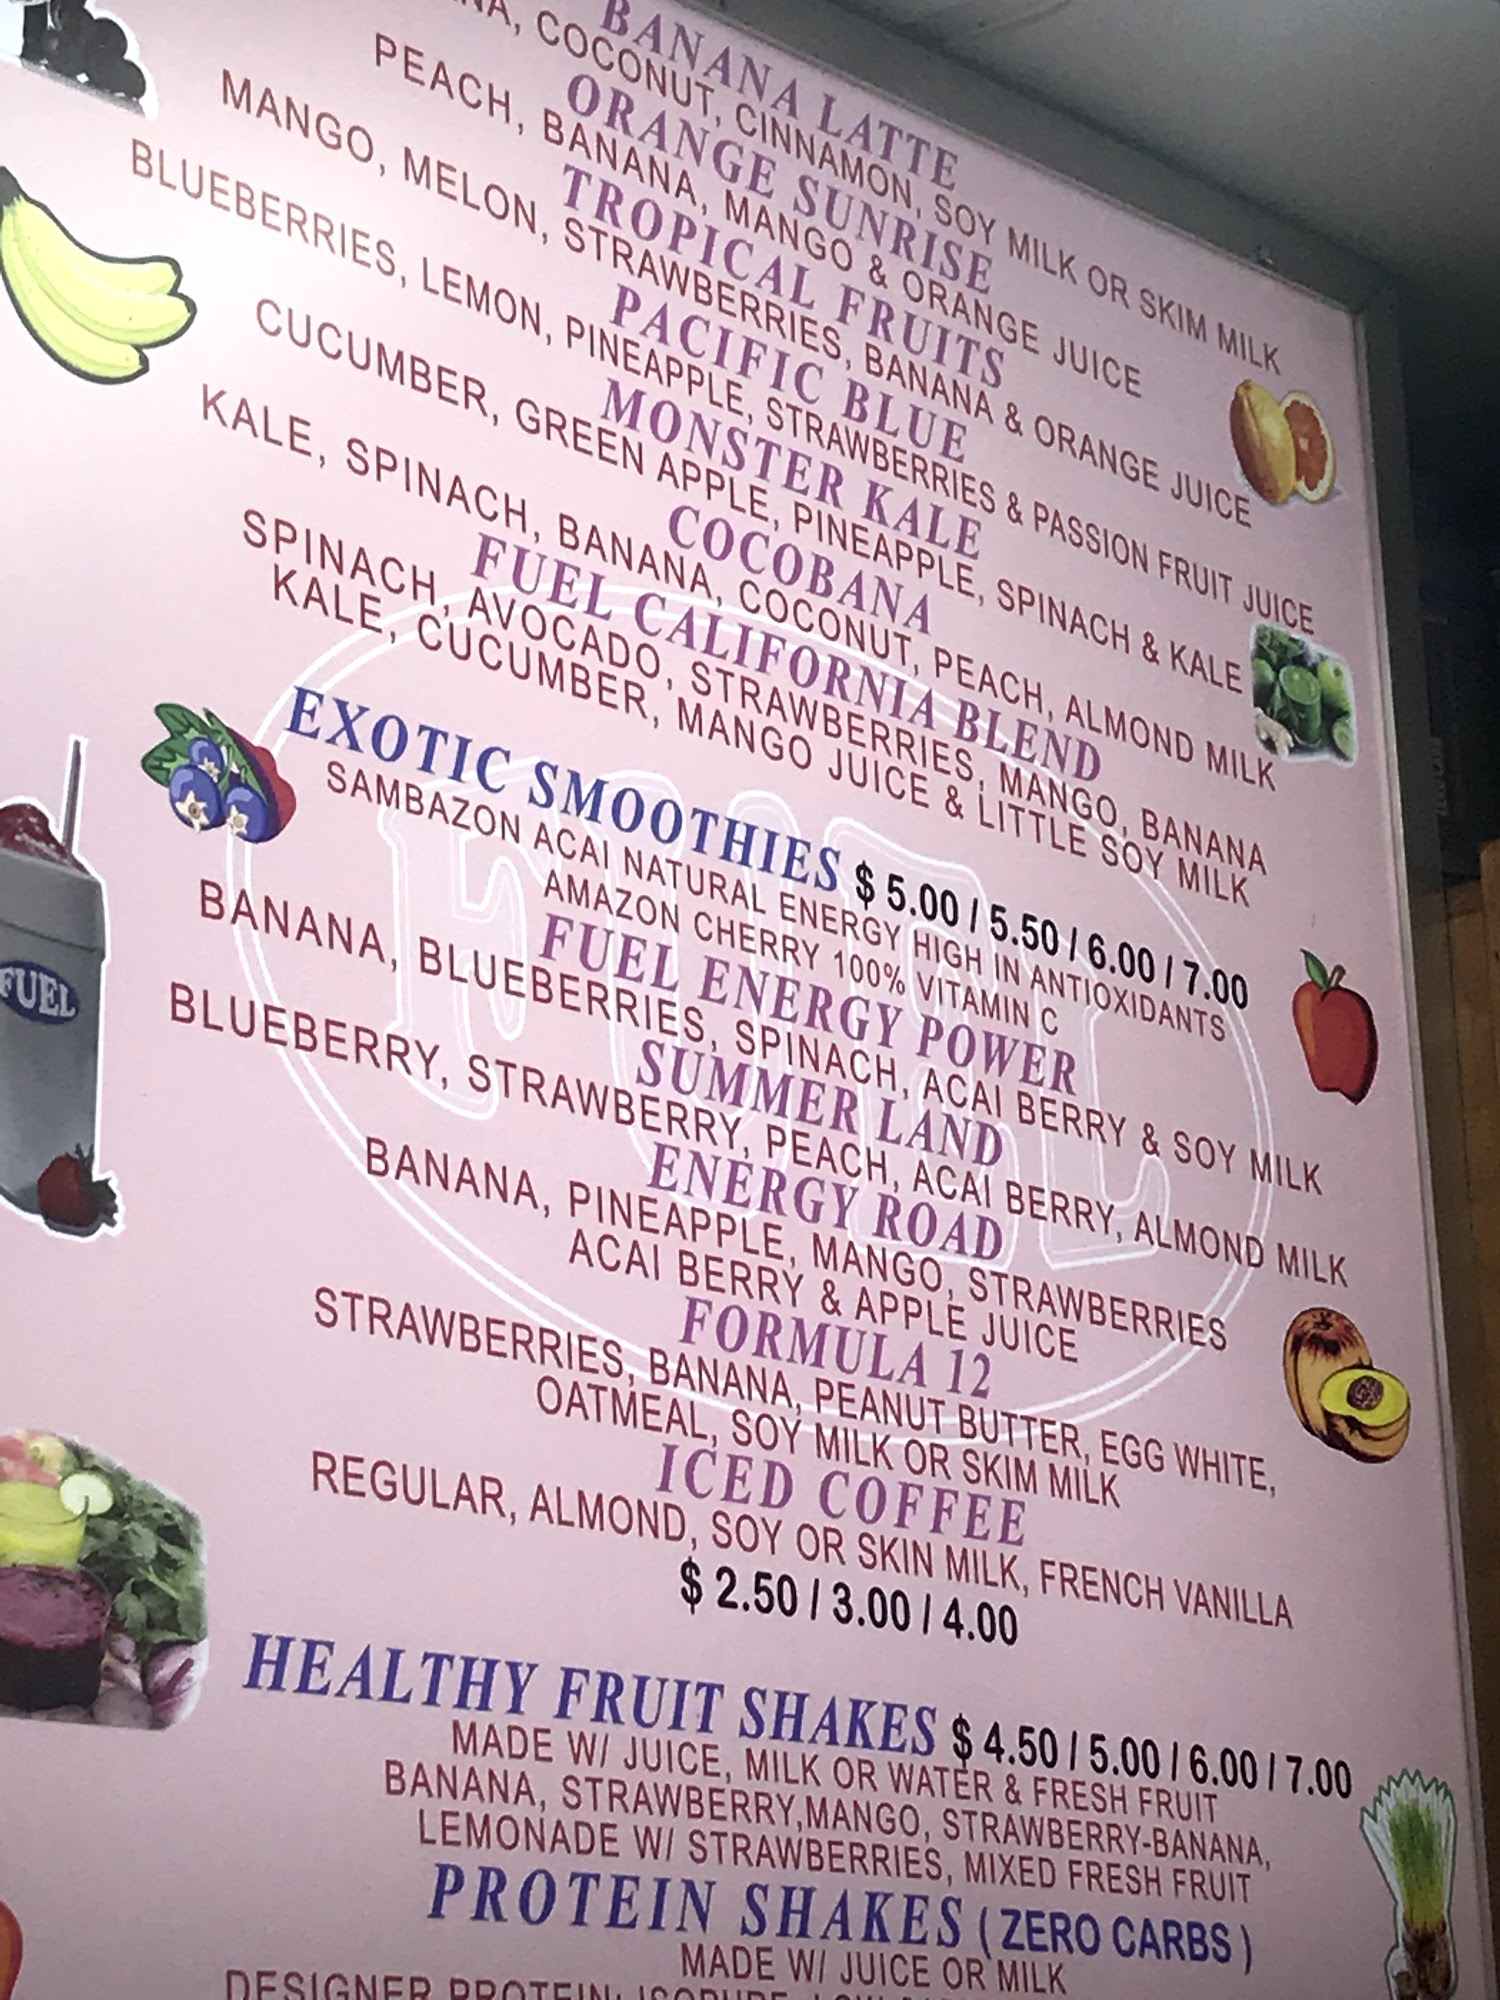 BANANA LATTE
COCONUT, CINNAMON, SOY MILK OR SKIM MILK
ORANGE SUNRISE
PEACH, BANANA, MANGO & ORANGE JUICE
TROPICAL FRUITS
MANGO, MELON, STRAWBERRIES, BANANA & ORANGE JUICE
PACIFIC BLUE
BLUEBERRIES, LEMON, PINEAPPLE, STRAWBERRIES & PASSION FRUIT JUICE
MONSTER KALE
CUCUMBER, GREEN APPLE, PINEAPPLE, SPINACH & KALE
COCOBANA
KALE, SPINACH, BANANA, COCONUT, PEACH, ALMOND MILK
FUEL CALIFORNIA BLEND
SPINACH, AVOCADO, STRAWBERRIES, MANGO, BANANA
KALE, CUCUMBER, MANGO JUICE & LITTLE SOY MILK
EXOTIC SMOOTHIES $ 5.00 / 5.50 / 6.00 / 7.00
SAMBAZON ACAI NATURAL ENERGY HIGH IN ANTIOXIDANTS
AMAZON CHERRY 100% VITAMIN C
FUEL ENERGY POWER
BANANA, BLUEBERRIES, SPINACH, ACAI BERRY & SOY MILK
SUMMER LAND
BLUEBERRY, STRAWBERRY, PEACH, ACAI BERRY, ALMOND MILK
ENERGY ROAD
BANANA, PINEAPPLE, MANGO, STRAWBERRIES
ACAI BERRY & APPLE JUICE
FORMULA 12
STRAWBERRIES, BANANA, PEANUT BUTTER, EGG WHITE,
OATMEAL, SOY MILK OR SKIM MILK
ICED COFFEE
REGULAR, ALMOND, SOY OR SKIN MILK, FRENCH VANILLA
$ 2.50 / 3.00 / 4.00
HEALTHY FRUIT SHAKES $ 4.50 / 5.00 / 6.00 / 7.00
MADE W/ JUICE, MILK OR WATER & FRESH FRUIT
BANANA, STRAWBERRY,MANGO, STRAWBERRY-BANANA,
LEMONADE W/ STRAWBERRIES, MIXED FRESH FRUIT
PROTEIN SHAKES ( ZERO CARBS )
MADE W/ JUICE OR MILK
DESIGNER PROTEIN, ISOPURE,
FUEL
FUEL